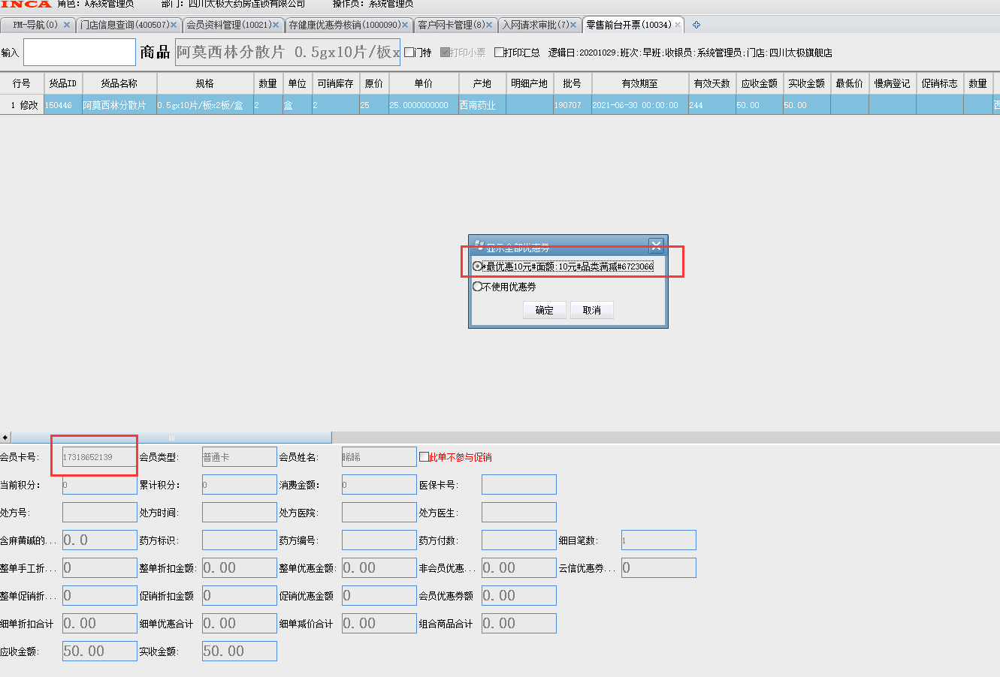 INCA 角色：A系统管理员 部门：四川太极大药房连锁有限公司 操作员：系统管理员
PM-导航(0) 门店信息查询(400507) 会员资料管理(10021) 存健康优惠券核销(1000090) 客户网卡管理(8) 入网请求审批(7) 零售前台开票(10034)
输入 商品 阿莫西林分散片 0.5gx10片/板x 门特 打印小票 打印汇总 逻辑日:20201029;班次:早班;收银员:系统管理员;门店:四川太极旗舰店
行号 货品ID 货品名称 规格 数量 单位 可销库存 原价 单价 产地 明细产地 批号 有效期至 有效天数 应收金额 实收金额 最低价 慢病登记 促销标志 数量
1 修改 150446 阿莫西林分散片 0.5gx10片/板x2板/盒 2 盒 2 25 25.0000000000 西南药业 190707 2021-06-30 00:00:00 244 50.00 50.00 西
显示全部优惠券
*最优惠10元#面额:10元#品类满减#6723066
不使用优惠券
确定 取消
会员卡号: 17318652139 会员类型: 普通卡 会员姓名: 晞晞 此单不参与促销
当前积分: 0 累计积分: 0 消费金额: 0 医保卡号:
处方号: 处方时间: 处方医院: 处方医生:
含麻黄碱的... 0.0 药方标识: 药方编号: 药方付数: 细目笔数: 1
整单手工折... 0 整单折扣金额: 0.00 整单优惠金额: 0.00 非会员优惠... 0.00 云信优惠券... 0
整单促销折... 0 促销折扣金额 0 促销优惠金额 0 会员优惠券额 0.00
细单折扣合计 0.00 细单优惠合计 0.00 细单减价合计 0.00 组合商品合计 0.00
应收金额: 50.00 实收金额: 50.00